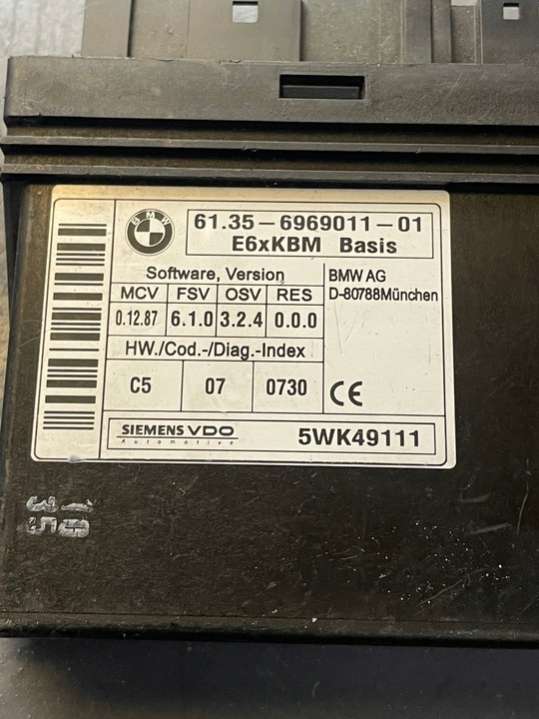 BMW
61.35-6969011-01
E6xKBM Basis
Software, Version
MCV FSV OSV RES
0.12.87 6.1.0 3.2.4 0.0.0
HW./Cod.-/Diag.-Index
C5 07 0730
BMW AG
D-80788München
CE
SIEMENS VDO
Automotive
5WK49111